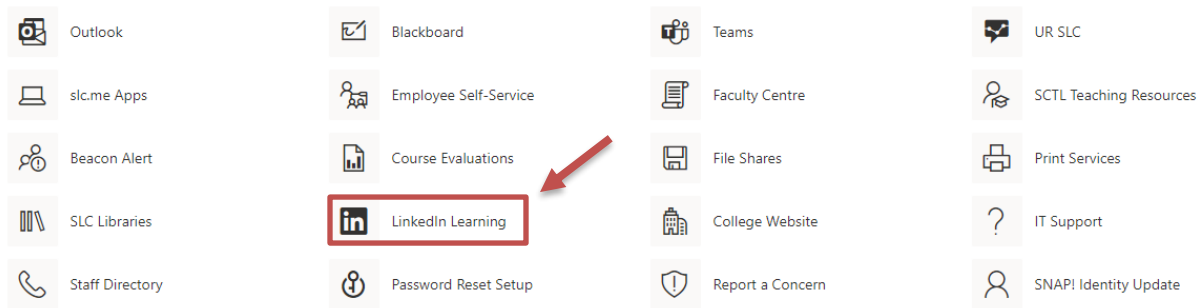 Outlook
Blackboard
Teams
UR SLC
slc.me Apps
Employee Self-Service
Faculty Centre
SCTL Teaching Resources
Beacon Alert
Course Evaluations
File Shares
Print Services
SLC Libraries
in
LinkedIn Learning
College Website
IT Support
Staff Directory
Password Reset Setup
Report a Concern
SNAP! Identity Update